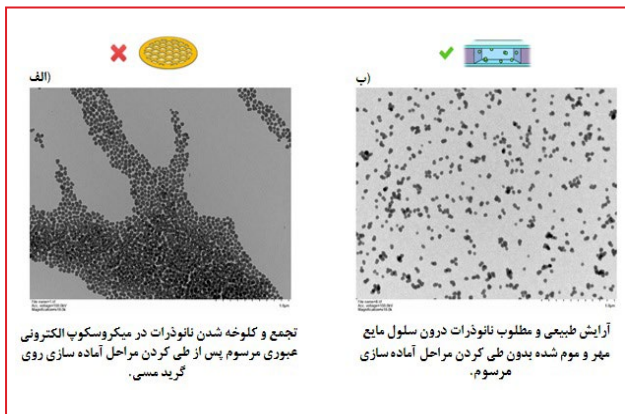 الف)
ب)
آرایش طبیعی و مطلوب نانوذرات درون سلول مایع
مهر و موم شده بدون طی کردن مراحل آماده سازی
مرسوم.
تجمع و کلوخه شدن نانوذرات در میکروسکوپ الکترونی
عبوری مرسوم پس از طی کردن مراحل آماده سازی روی
گرید مسی.